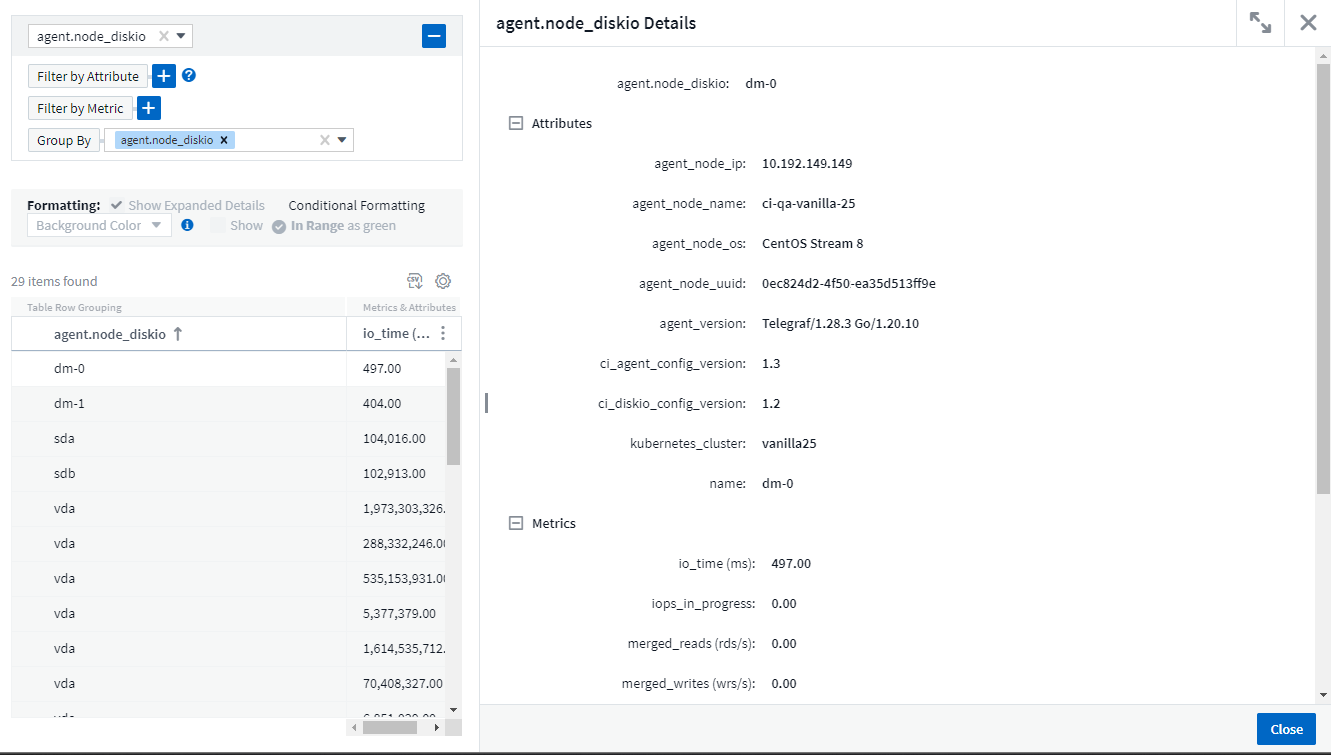 agent.node_diskio
Filter by Attribute
Filter by Metric
Group By agent.node_diskio
Formatting: Show Expanded Details Conditional Formatting
Background Color Show In Range as green
29 items found
Table Row Grouping Metrics & Attributes
agent.node_diskio io_time (...
dm-0 497.00
dm-1 404.00
sda 104,016.00
sdb 102,913.00
vda 1,973,303,326.
vda 288,332,246.00
vda 535,153,931.00
vda 5,377,379.00
vda 1,614,535,712.
vda 70,408,327.00
agent.node_diskio Details
agent.node_diskio: dm-0
Attributes
agent_node_ip: 10.192.149.149
agent_node_name: ci-qa-vanilla-25
agent_node_os: CentOS Stream 8
agent_node_uuid: 0ec824d2-4f50-ea35d513ff9e
agent_version: Telegraf/1.28.3 Go/1.20.10
ci_agent_config_version: 1.3
ci_diskio_config_version: 1.2
kubernetes_cluster: vanilla25
name: dm-0
Metrics
io_time (ms): 497.00
iops_in_progress: 0.00
merged_reads (rds/s): 0.00
merged_writes (wrs/s): 0.00
Close